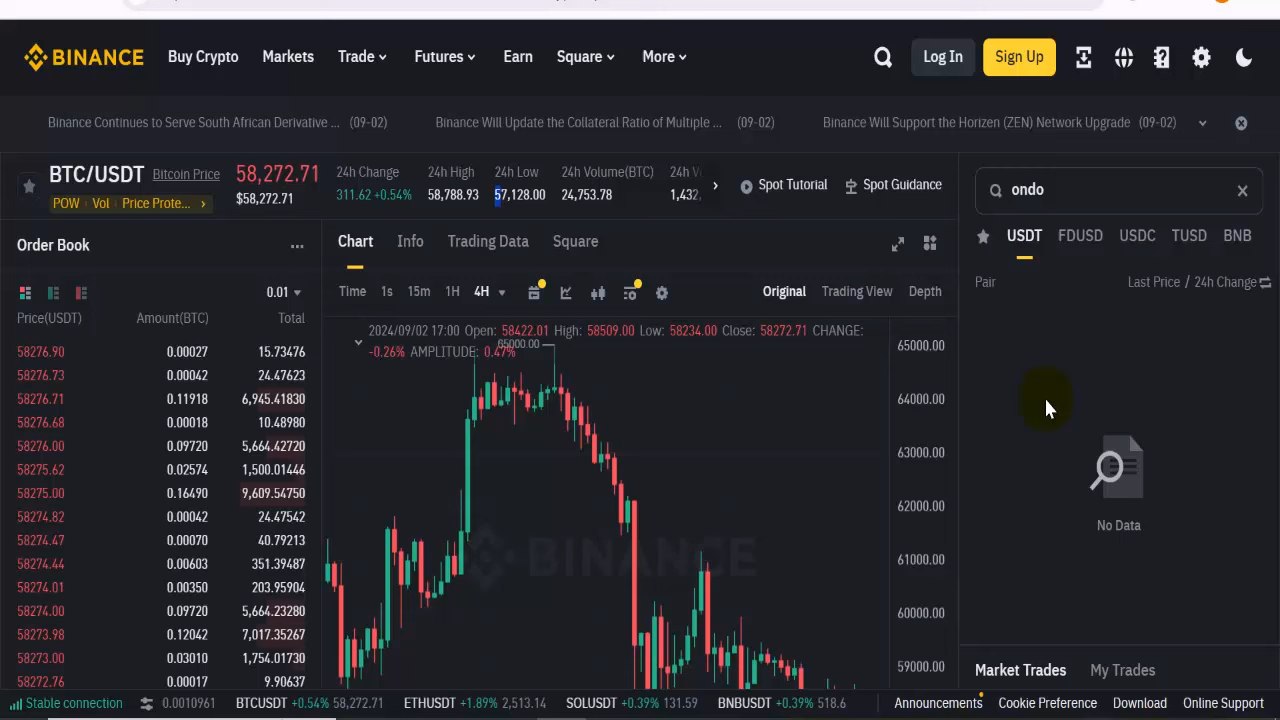 BINANCE Buy Crypto Markets Trade Futures Earn Square More Log In Sign Up
Binance Continues to Serve South African Derivative ... (09-02) Binance Will Update the Collateral Ratio of Multiple ... (09-02) Binance Will Support the Horizen (ZEN) Network Upgrade (09-02)
BTC/USDT Bitcoin Price 58,272.71 24h Change 24h High 24h Low 24h Volume(BTC) 24h V
POW Vol Price Prote... $58,272.71 311.62 +0.54% 58,788.93 57,128.00 24,753.78 1,432, Spot Tutorial Spot Guidance
ondo
Order Book ...
Chart Info Trading Data Square
USDT FDUSD USDC TUSD BNB
0.01
Time 1s 15m 1H 4H Original Trading View Depth
Pair Last Price / 24h Change
Price(USDT) Amount(BTC) Total
58276.90 0.00027 15.73476
58276.73 0.00042 24.47623
58276.71 0.11918 6,945.41830
58276.68 0.00018 10.48980
58276.00 0.09720 5,664.42720
58275.62 0.02574 1,500.01446
58275.00 0.16490 9,609.54750
58274.82 0.00042 24.47542
58274.47 0.00070 40.79213
58274.44 0.00603 351.39487
58274.01 0.00350 203.95904
58274.00 0.09720 5,664.23280
58273.98 0.12042 7,017.35267
58273.00 0.03010 1,754.01730
58272.76 0.00017 9.90637
2024/09/02 17:00 Open: 58422.01 High: 58509.00 Low: 58234.00 Close: 58272.71 CHANGE:
-0.26% AMPLITUDE: 0.47%
65000.00
65000.00
64000.00
63000.00
62000.00
61000.00
60000.00
59000.00
BINANCE
No Data
Market Trades My Trades
Stable connection 0.0010961 BTCUSDT +0.54% 58,272.71 ETHUSDT +1.89% 2,513.14 SOLUSDT +0.39% 131.59 BNBUSDT +0.39% 518.6 Announcements Cookie Preference Download Online Support